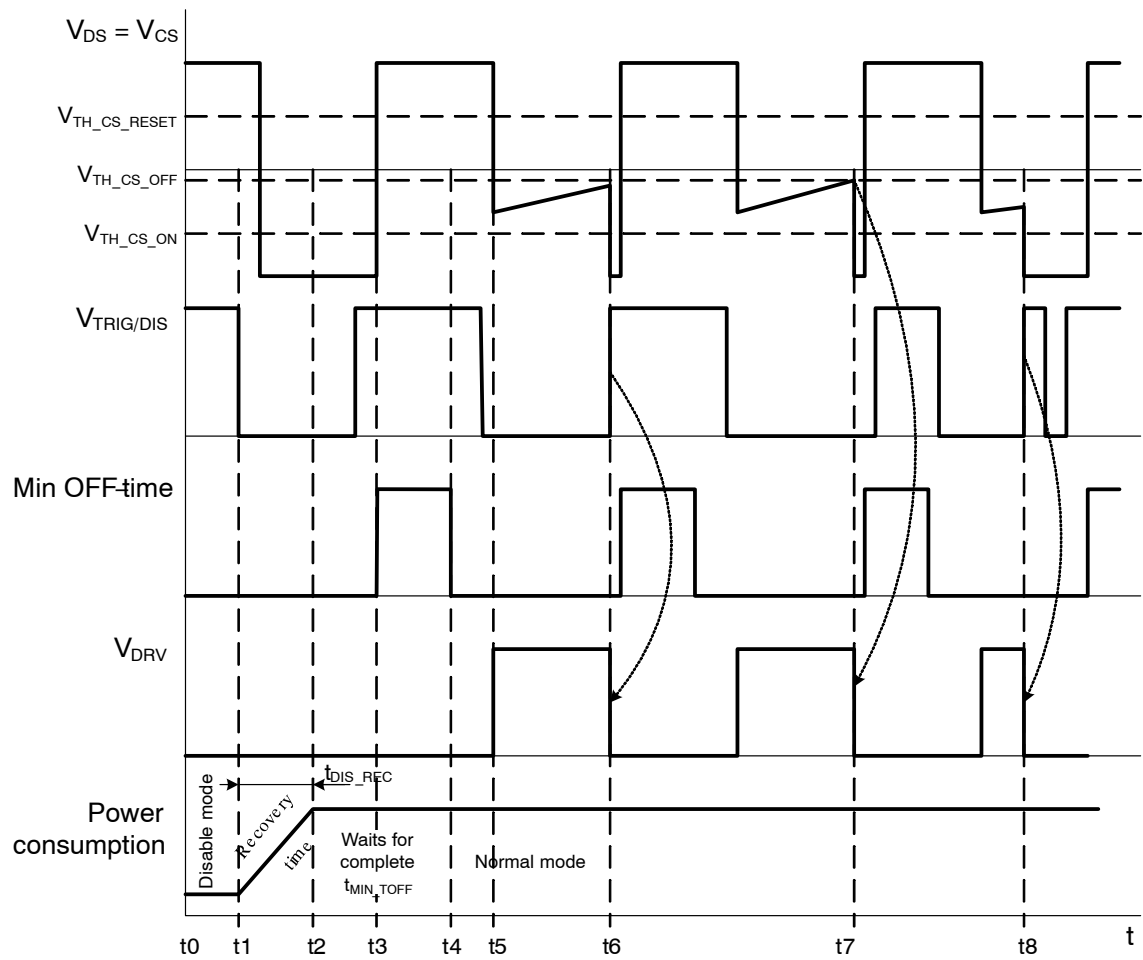 V_DS = V_CS
V_TH_CS_RESET
V_TH_CS_OFF
V_TH_CS_ON
V_TRIG/DIS
Min OFF-time
V_DRV
Power
consumption
Disable mode
Recovery
time
t_DIS_REC
Waits for
complete
t_MIN_TOFF
Normal mode
t0 t1 t2 t3 t4 t5 t6 t7 t8 t